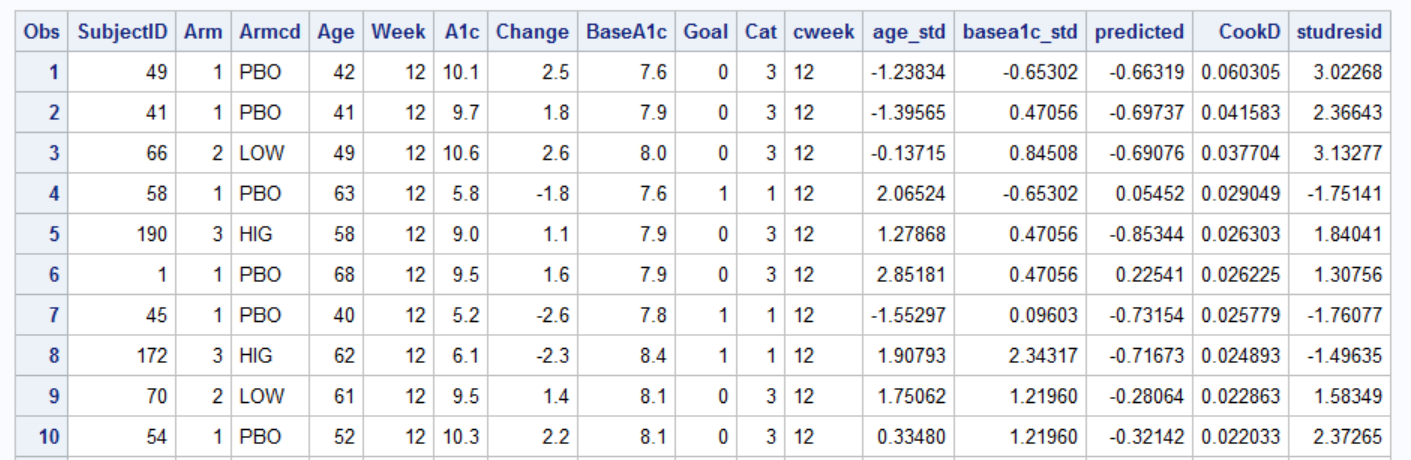 Obs SubjectID Arm Armcd Age Week A1c Change BaseA1c Goal Cat cweek age_std basea1c_std predicted CookD studresid
1 49 1 PBO 42 12 10.1 2.5 7.6 0 3 12 -1.23834 -0.65302 -0.66319 0.060305 3.02268
2 41 1 PBO 41 12 9.7 1.8 7.9 0 3 12 -1.39565 0.47056 -0.69737 0.041583 2.36643
3 66 2 LOW 49 12 10.6 2.6 8.0 0 3 12 -0.13715 0.84508 -0.69076 0.037704 3.13277
4 58 1 PBO 63 12 5.8 -1.8 7.6 1 1 12 2.06524 -0.65302 0.05452 0.029049 -1.75141
5 190 3 HIG 58 12 9.0 1.1 7.9 0 3 12 1.27868 0.47056 -0.85344 0.026303 1.84041
6 1 1 PBO 68 12 9.5 1.6 7.9 0 3 12 2.85181 0.47056 0.22541 0.026225 1.30756
7 45 1 PBO 40 12 5.2 -2.6 7.8 1 1 12 -1.55297 0.09603 -0.73154 0.025779 -1.76077
8 172 3 HIG 62 12 6.1 -2.3 8.4 1 1 12 1.90793 2.34317 -0.71673 0.024893 -1.49635
9 70 2 LOW 61 12 9.5 1.4 8.1 0 3 12 1.75062 1.21960 -0.28064 0.022863 1.58349
10 54 1 PBO 52 12 10.3 2.2 8.1 0 3 12 0.33480 1.21960 -0.32142 0.022033 2.37265